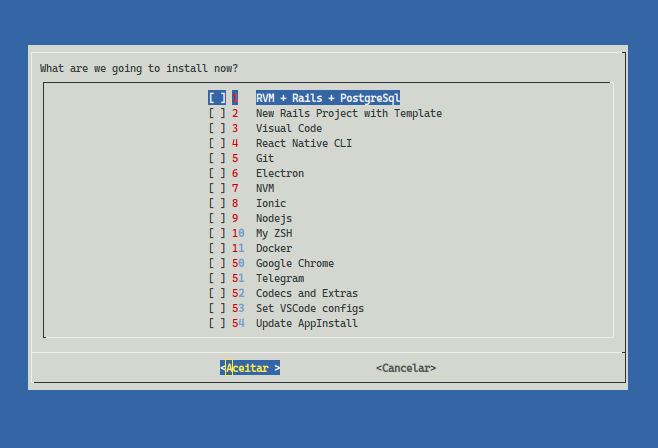 What are we going to install now?
[ ] 1 RVM + Rails + PostgreSql
[ ] 2 New Rails Project with Template
[ ] 3 Visual Code
[ ] 4 React Native CLI
[ ] 5 Git
[ ] 6 Electron
[ ] 7 NVM
[ ] 8 Ionic
[ ] 9 Nodejs
[ ] 10 My ZSH
[ ] 11 Docker
[ ] 50 Google Chrome
[ ] 51 Telegram
[ ] 52 Codecs and Extras
[ ] 53 Set VSCode configs
[ ] 54 Update AppInstall
<Aceitar > <Cancelar>